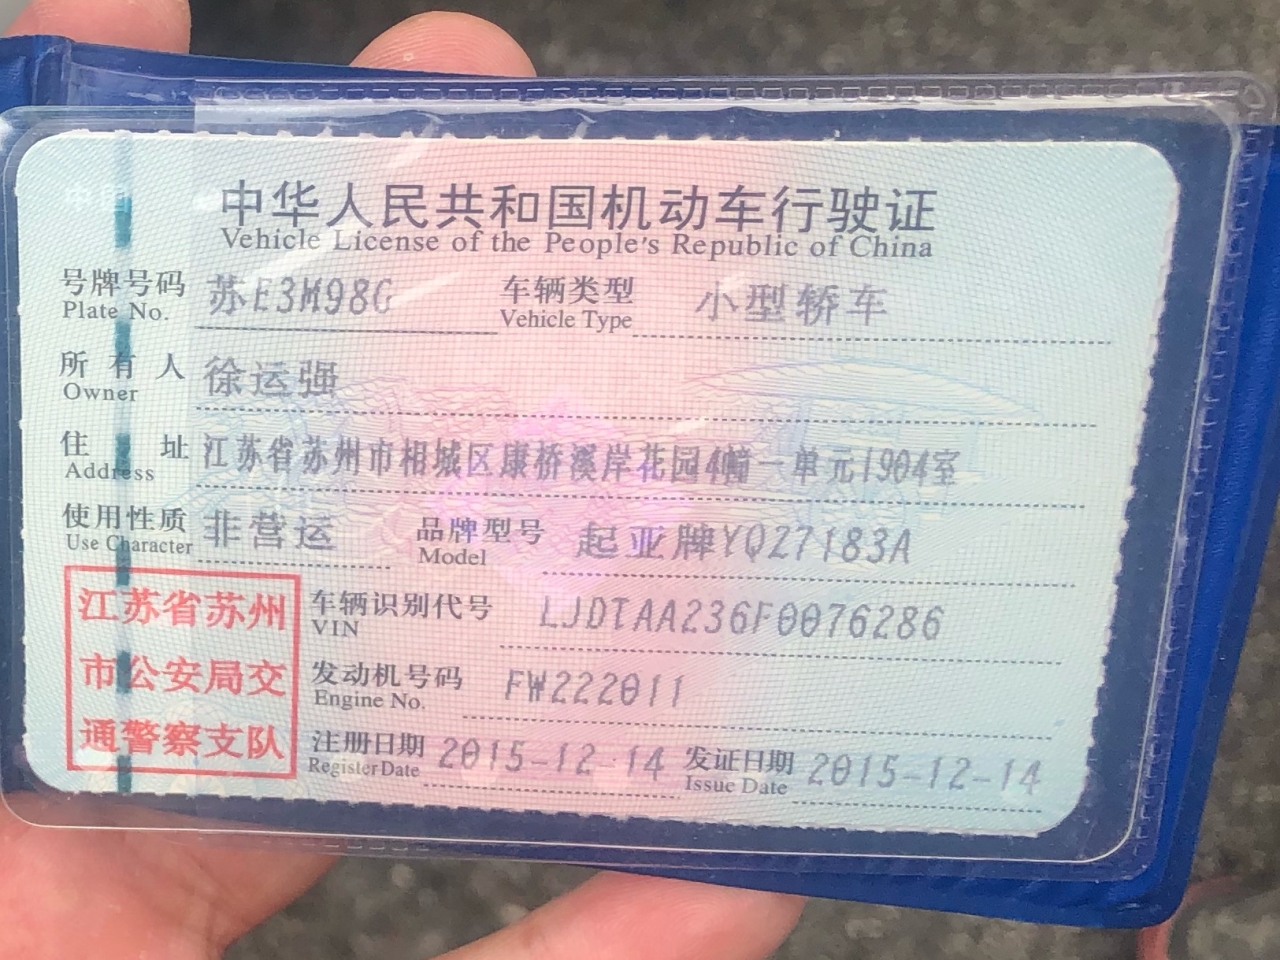 中华人民共和国机动车行驶证
Vehicle License of the People's Republic of China
号牌号码 苏E3M98G 车辆类型 小型轿车
Plate No. Vehicle Type
所有人 徐运强
Owner
住址 江苏省苏州市相城区康桥溪岸花园4幢一单元1904室
Address
使用性质 非营运 品牌型号 起亚牌YQZ7183A
Use Character Model
江苏省苏州
市公安局交
通警察支队
车辆识别代号 LJDTAA236F0076286
VIN
发动机号码 FW222011
Engine No.
注册日期 2015-12-14 发证日期 2015-12-14
Register Date Issue Date